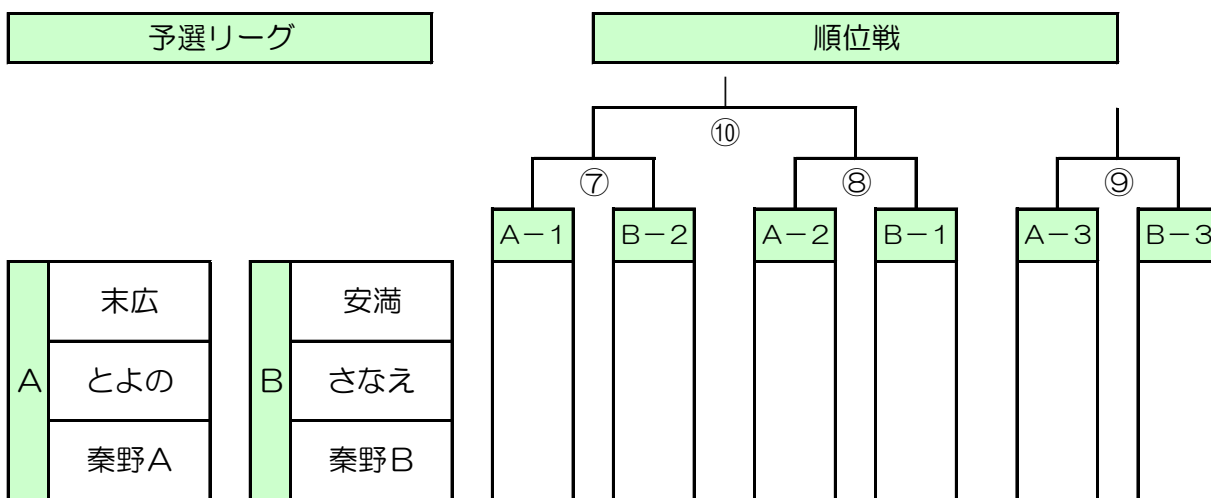 予選リーグ
順位戦
⑩
⑦
⑧
⑨
A－1
B－2
A－2
B－1
A－3
B－3
A
末広
とよの
秦野A
B
安満
さなえ
秦野B